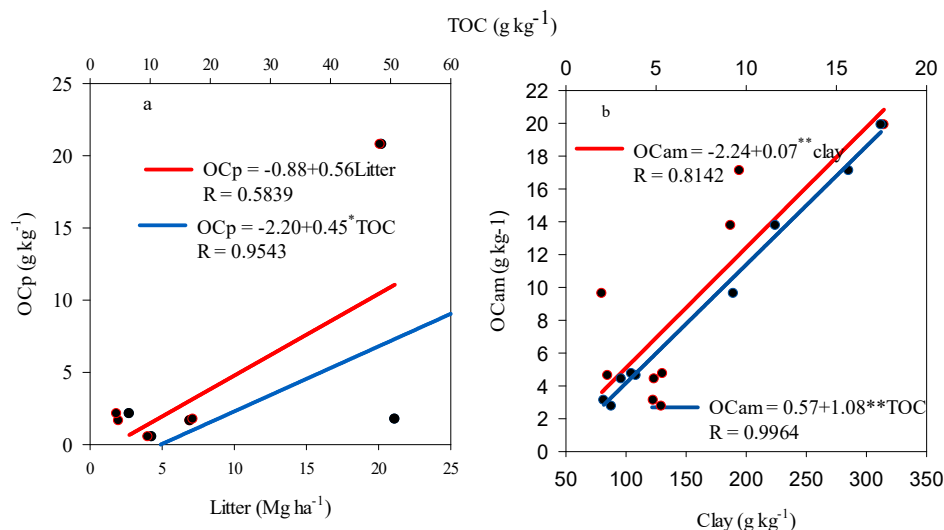 TOC (g kg-1)
0 10 20 30 40 50 60
0 5 10 15 20
25
20
15
10
5
0
OCp (g kg-1)
a
OCp = -0.88+0.56Litter
R = 0.5839
OCp = -2.20+0.45*TOC
R = 0.9543
0 5 10 15 20 25
Litter (Mg ha-1)
22
20
18
16
14
12
10
8
6
4
2
0
OCam (g kg-1)
b
OCam = -2.24+0.07**clay
R = 0.8142
OCam = 0.57+1.08**TOC
R = 0.9964
50 100 150 200 250 300 350
Clay (g kg-1)